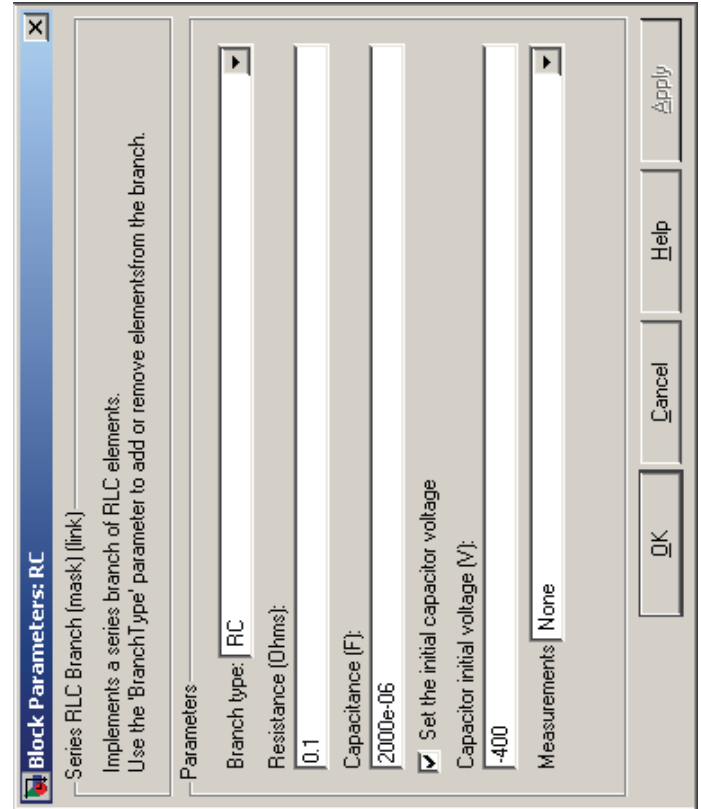 Block Parameters: RC
Series RLC Branch (mask) (link)
Implements a series branch of RLC elements.
Use the 'BranchType' parameter to add or remove elementsfrom the branch.
Parameters
Branch type: RC
Resistance (Ohms):
0.1
Capacitance (F):
2000e-06
Set the initial capacitor voltage
Capacitor initial voltage (V):
-400
Measurements None
OK Cancel Help Apply